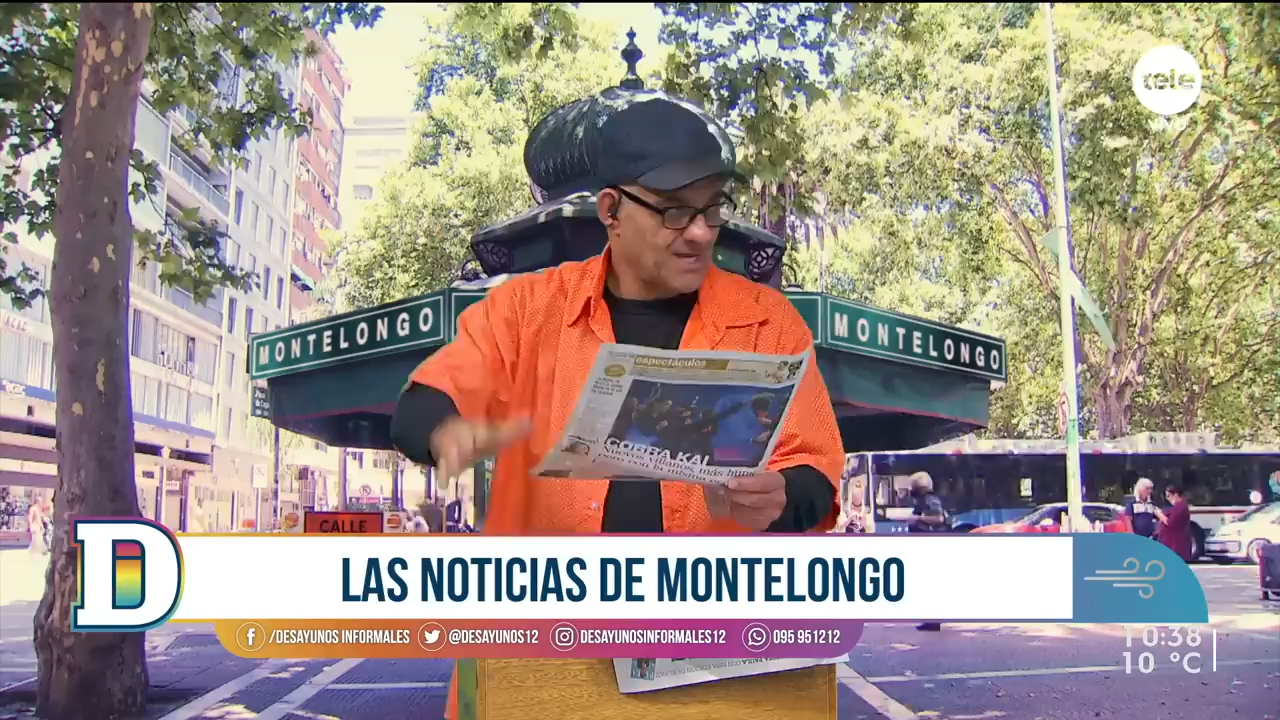 tele
MONTELONGO
MONTELONGO
espectáculos
COBRA KAI
CALLE
Di
LAS NOTICIAS DE MONTELONGO
/DESAYUNOS INFORMALES @DESAYUNOS12 DESAYUNOSINFORMALES12 095 951212
10:38
10 °C